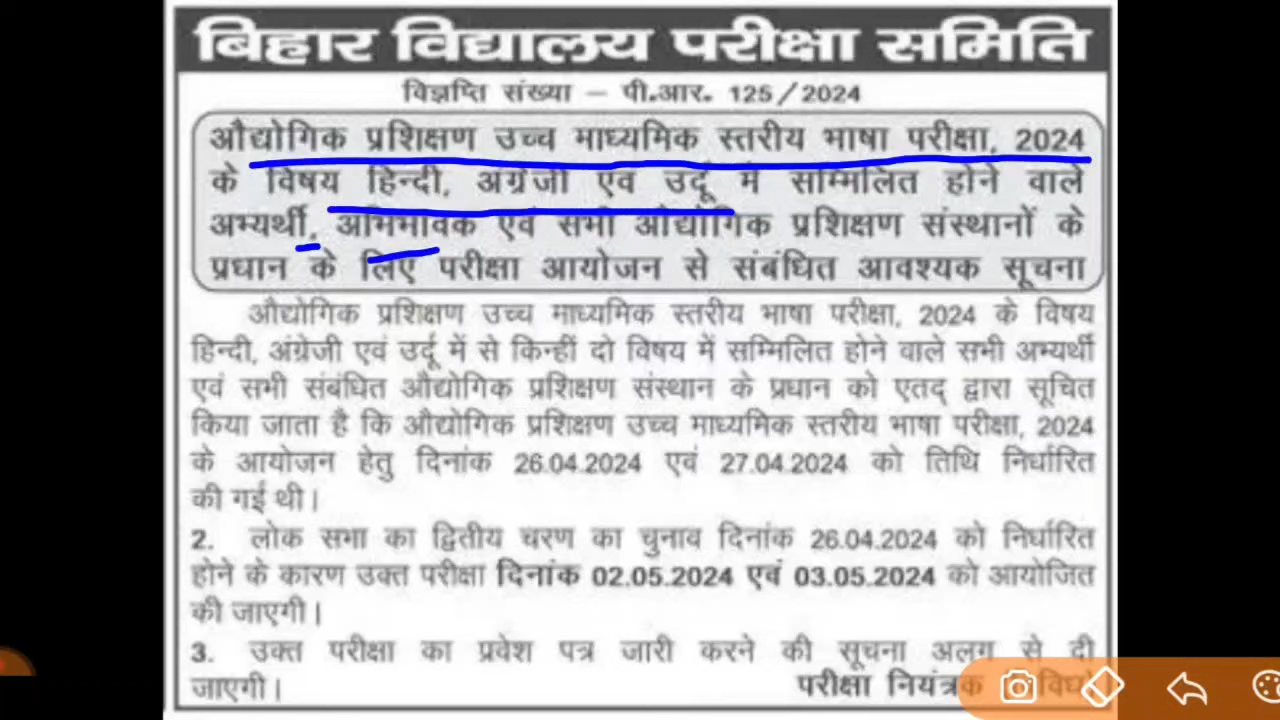 बिहार विद्यालय परीक्षा समिति
विज्ञप्ति संख्या – पी.आर. 125/2024
औद्योगिक प्रशिक्षण उच्च माध्यमिक स्तरीय भाषा परीक्षा, 2024
के विषय हिन्दी, अंग्रेजी एवं उर्दू में सम्मिलित होने वाले
अभ्यर्थी, अभिभावक एवं सभी औद्योगिक प्रशिक्षण संस्थानों के
प्रधान के लिए परीक्षा आयोजन से संबंधित आवश्यक सूचना
औद्योगिक प्रशिक्षण उच्च माध्यमिक स्तरीय भाषा परीक्षा, 2024 के विषय
हिन्दी, अंग्रेजी एवं उर्दू में से किन्हीं दो विषय में सम्मिलित होने वाले सभी अभ्यर्थी
एवं सभी संबंधित औद्योगिक प्रशिक्षण संस्थान के प्रधान को एतद् द्वारा सूचित
किया जाता है कि औद्योगिक प्रशिक्षण उच्च माध्यमिक स्तरीय भाषा परीक्षा, 2024
के आयोजन हेतु दिनांक 26.04.2024 एवं 27.04.2024 को तिथि निर्धारित
की गई थी।
2. लोक सभा का द्वितीय चरण का चुनाव दिनांक 26.04.2024 को निर्धारित
होने के कारण उक्त परीक्षा दिनांक 02.05.2024 एवं 03.05.2024 को आयोजित
की जाएगी।
3. उक्त परीक्षा का प्रवेश पत्र जारी करने की सूचना अलग से दी
जाएगी।
परीक्षा नियंत्रक